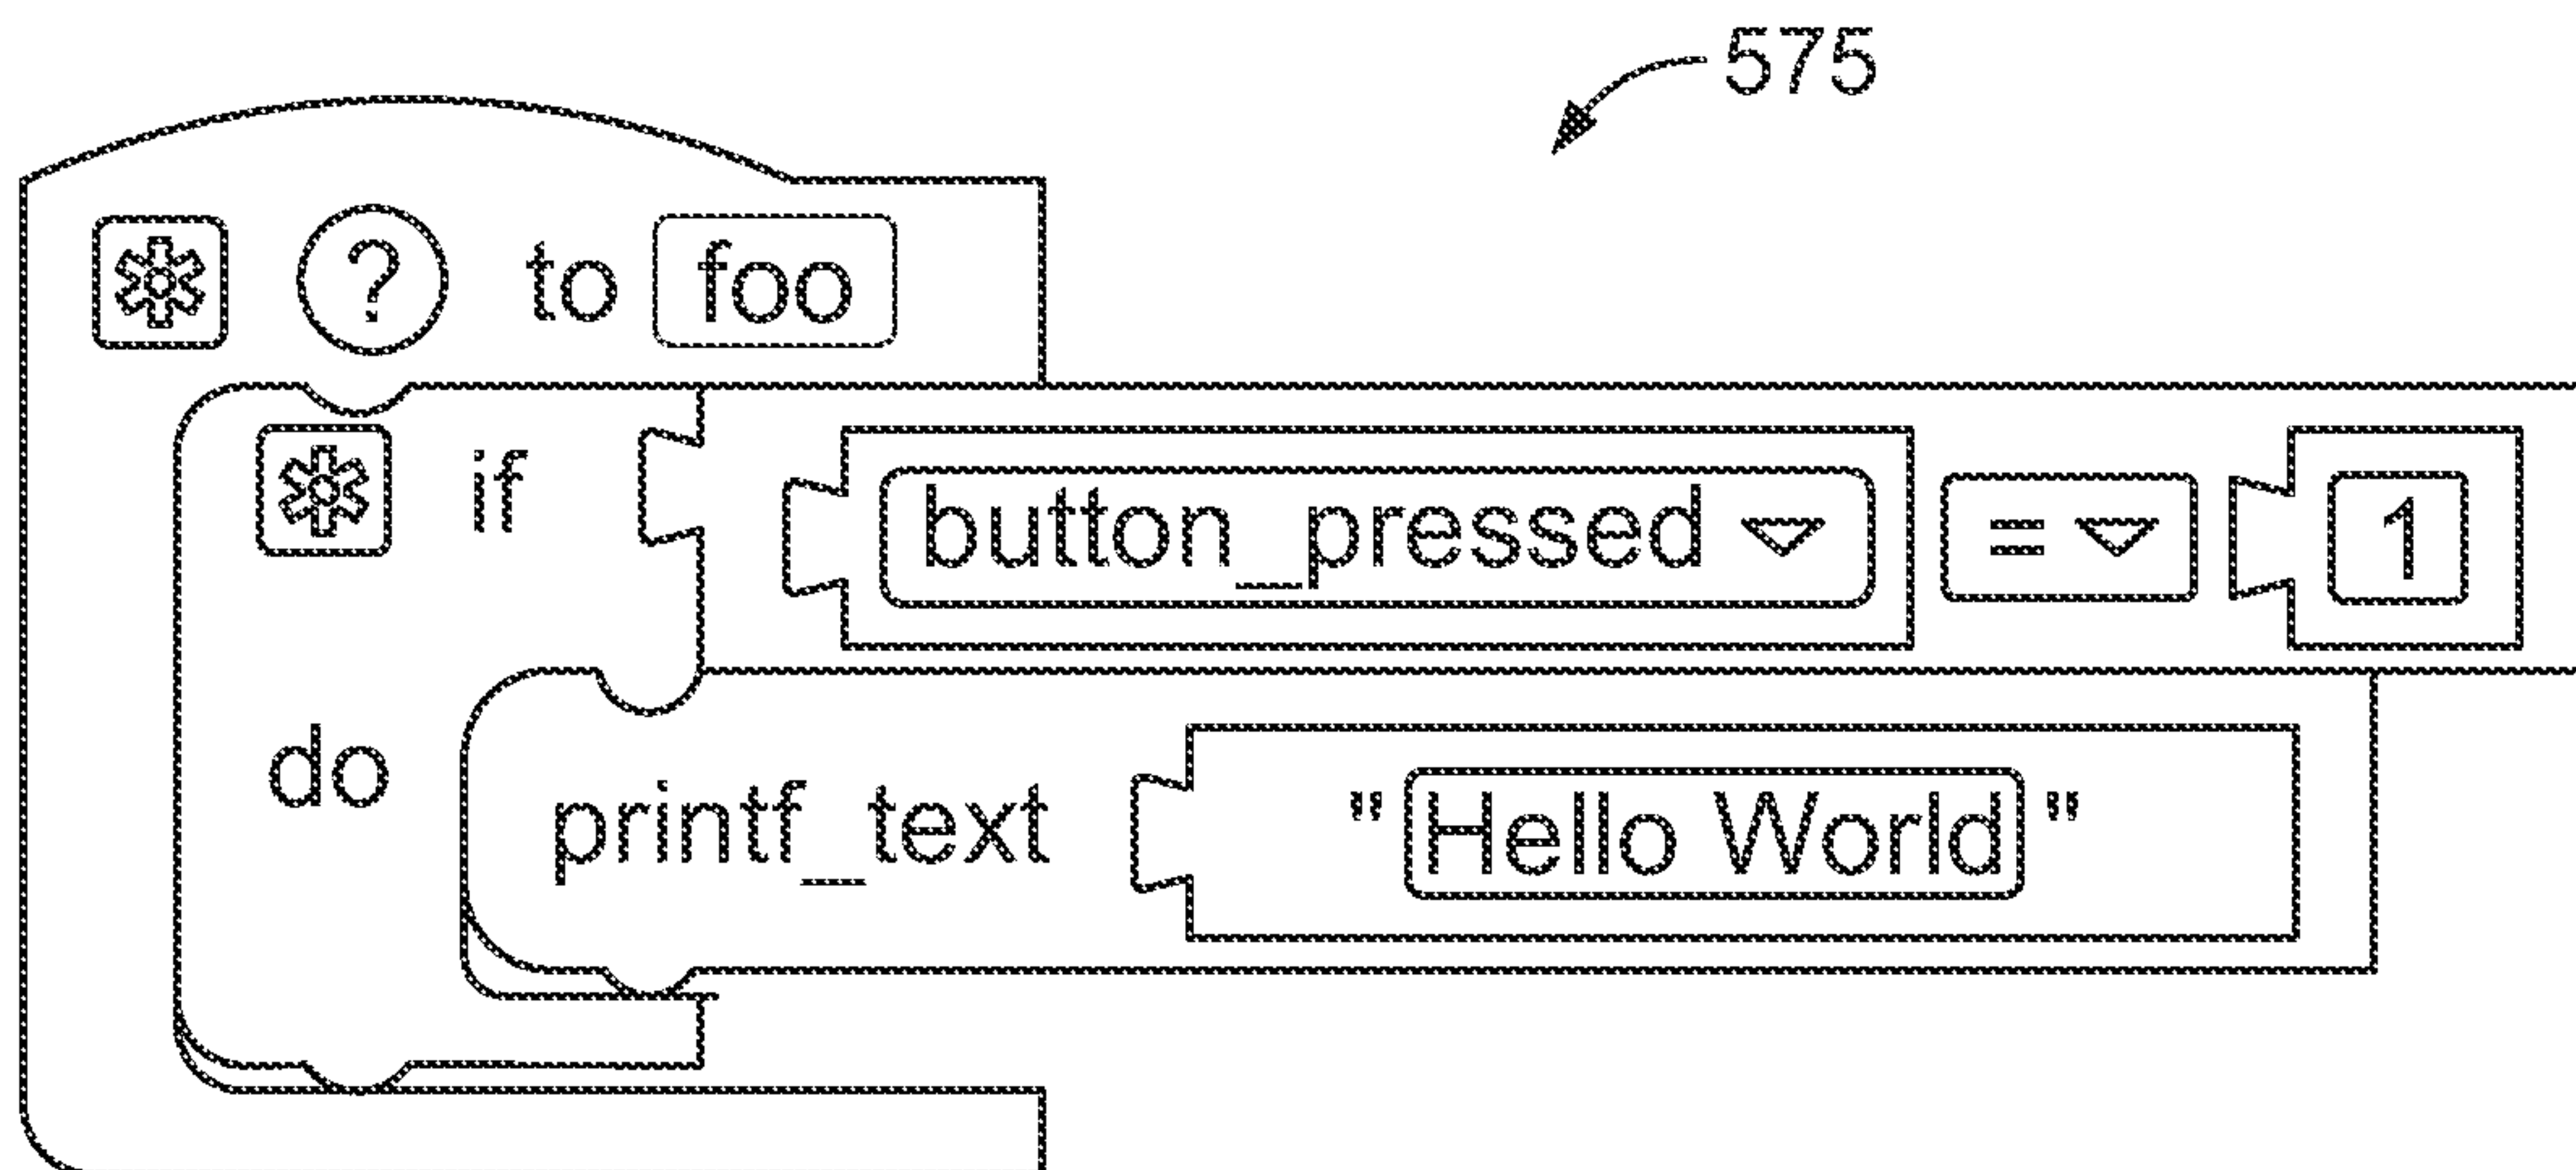 575
? to foo
if button_pressed = 1
do printf_text "Hello World"